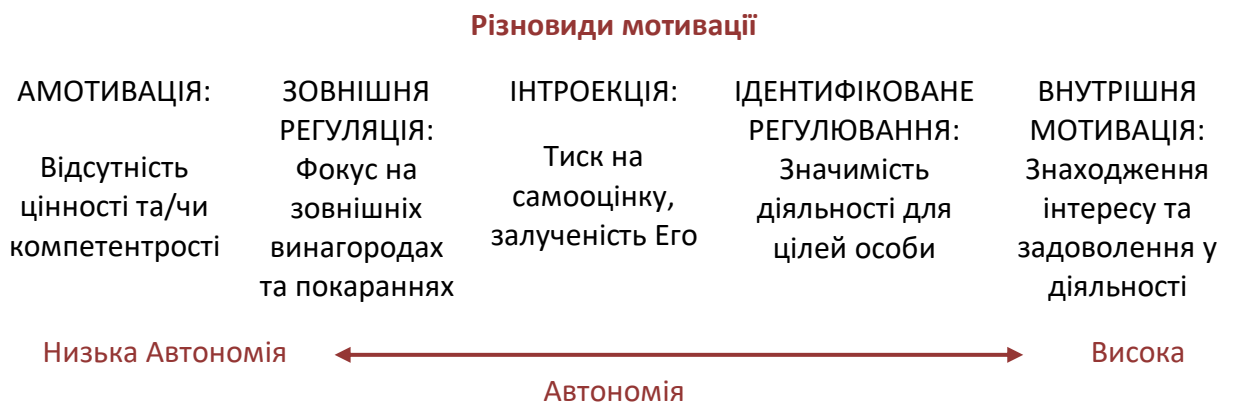 Різновиди мотивації
АМОТИВАЦІЯ:
Відсутність
цінності та/чи
компетентрості
ЗОВНІШНЯ
РЕГУЛЯЦІЯ:
Фокус на
зовнішніх
винагородах
та покараннях
ІНТРОЕКЦІЯ:
Тиск на
самооцінку,
залученість Его
ІДЕНТИФІКОВАНЕ
РЕГУЛЮВАННЯ:
Значимість
діяльності для
цілей особи
ВНУТРІШНЯ
МОТИВАЦІЯ:
Знаходження
інтересу та
задоволення у
діяльності
Низька Автономія
Висока
Автономія